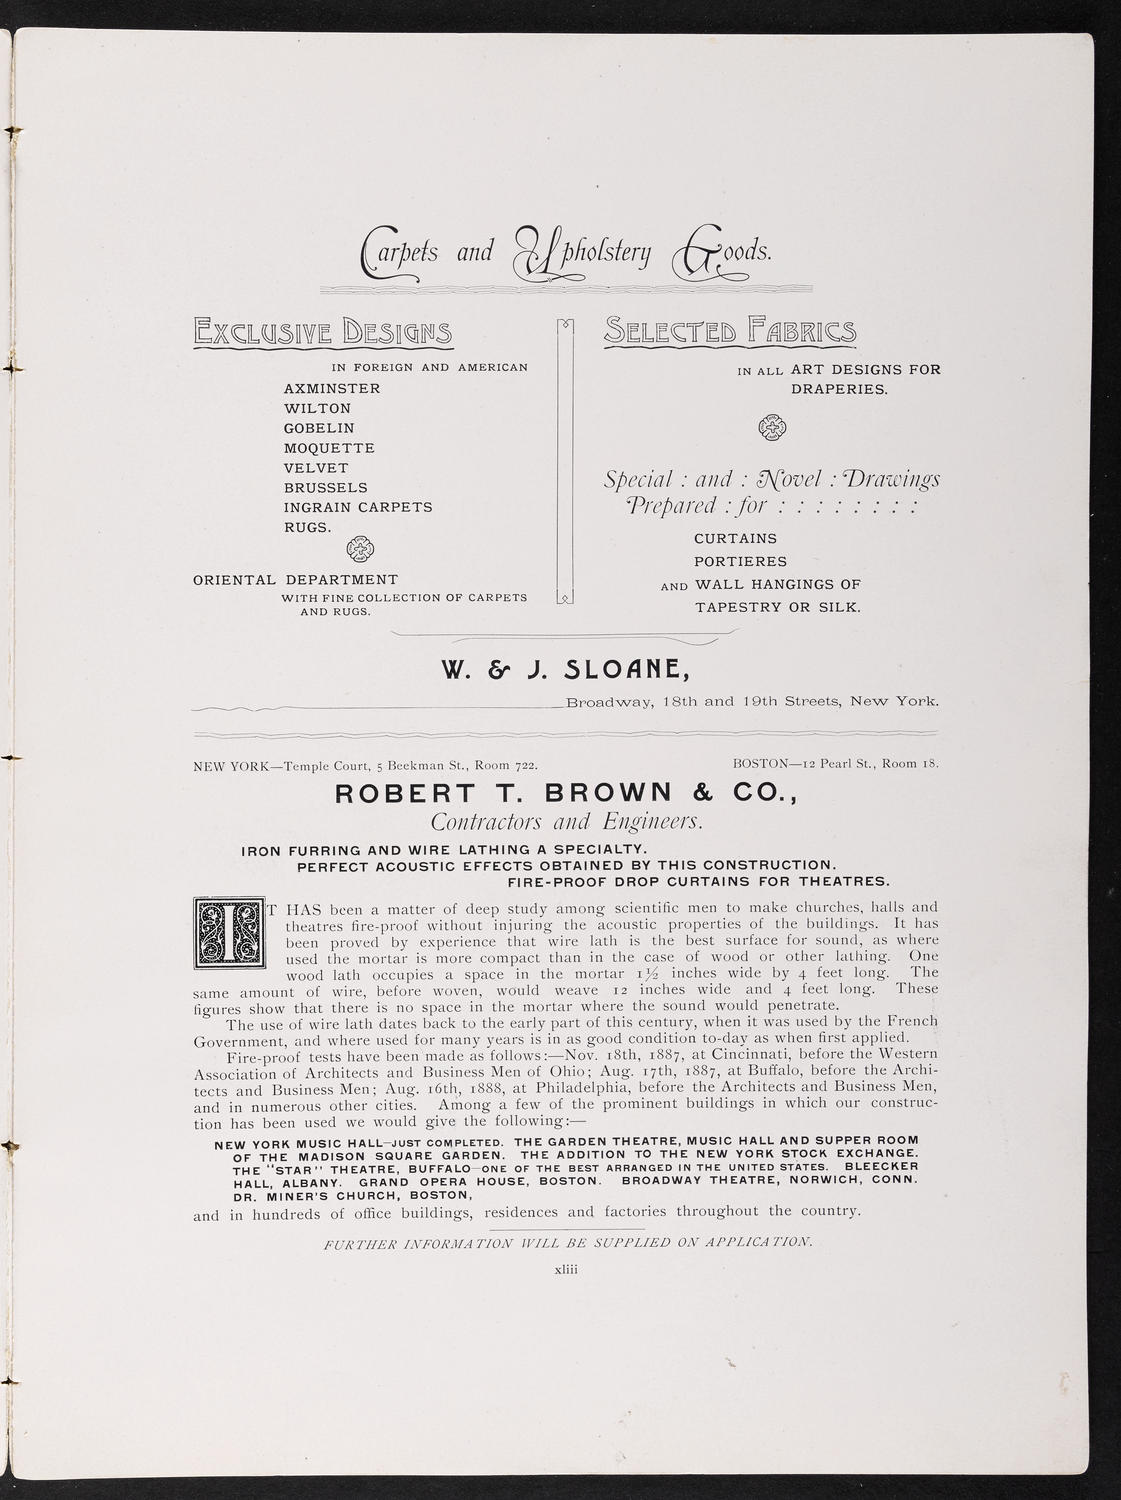 Carpets and Upholstery Goods.
EXCLUSIVE DESIGNS
IN FOREIGN AND AMERICAN
AXMINSTER
WILTON
GOBELIN
MOQUETTE
VELVET
BRUSSELS
INGRAIN CARPETS
RUGS.
ORIENTAL DEPARTMENT
WITH FINE COLLECTION OF CARPETS
AND RUGS.
SELECTED FABRICS
IN ALL ART DESIGNS FOR
DRAPERIES.
Special : and : Novel : Drawings
Prepared : for : : : : : : : :
CURTAINS
PORTIERES
AND WALL HANGINGS OF
TAPESTRY OR SILK.
W. & J. SLOANE,
Broadway, 18th and 19th Streets, New York.
NEW YORK—Temple Court, 5 Beekman St., Room 722.
BOSTON—12 Pearl St., Room 18.
ROBERT T. BROWN & CO.,
Contractors and Engineers.
IRON FURRING AND WIRE LATHING A SPECIALTY.
PERFECT ACOUSTIC EFFECTS OBTAINED BY THIS CONSTRUCTION.
FIRE-PROOF DROP CURTAINS FOR THEATRES.
IT HAS been a matter of deep study among scientific men to make churches, halls and
theatres fire-proof without injuring the acoustic properties of the buildings. It has
been proved by experience that wire lath is the best surface for sound, as where
used the mortar is more compact than in the case of wood or other lathing. One
wood lath occupies a space in the mortar 1½ inches wide by 4 feet long. The
same amount of wire, before woven, would weave 12 inches wide and 4 feet long. These
figures show that there is no space in the mortar where the sound would penetrate.
The use of wire lath dates back to the early part of this century, when it was used by the French
Government, and where used for many years is in as good condition to-day as when first applied.
Fire-proof tests have been made as follows:—Nov. 18th, 1887, at Cincinnati, before the Western
Association of Architects and Business Men of Ohio; Aug. 17th, 1887, at Buffalo, before the Archi-
tects and Business Men; Aug. 16th, 1888, at Philadelphia, before the Architects and Business Men,
and in numerous other cities. Among a few of the prominent buildings in which our construc-
tion has been used we would give the following:—
NEW YORK MUSIC HALL—JUST COMPLETED. THE GARDEN THEATRE, MUSIC HALL AND SUPPER ROOM
OF THE MADISON SQUARE GARDEN. THE ADDITION TO THE NEW YORK STOCK EXCHANGE.
THE "STAR" THEATRE, BUFFALO—ONE OF THE BEST ARRANGED IN THE UNITED STATES. BLEECKER
HALL, ALBANY. GRAND OPERA HOUSE, BOSTON. BROADWAY THEATRE, NORWICH, CONN.
DR. MINER'S CHURCH, BOSTON,
and in hundreds of office buildings, residences and factories throughout the country.
FURTHER INFORMATION WILL BE SUPPLIED ON APPLICATION.
xliii